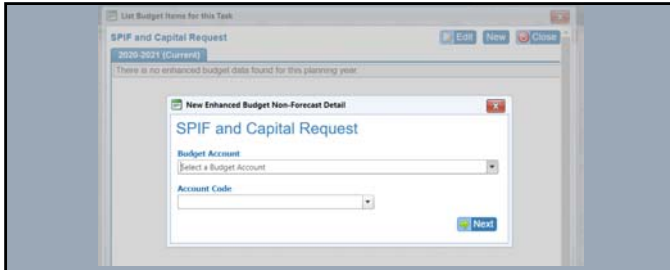 List Budget Items for this Task
SPIF and Capital Request
Edit New Close
2020-2021 (Current)
There is no enhanced budget data found for this planning year.
New Enhanced Budget Non-Forecast Detail
SPIF and Capital Request
Budget Account
Select a Budget Account
Account Code
Next